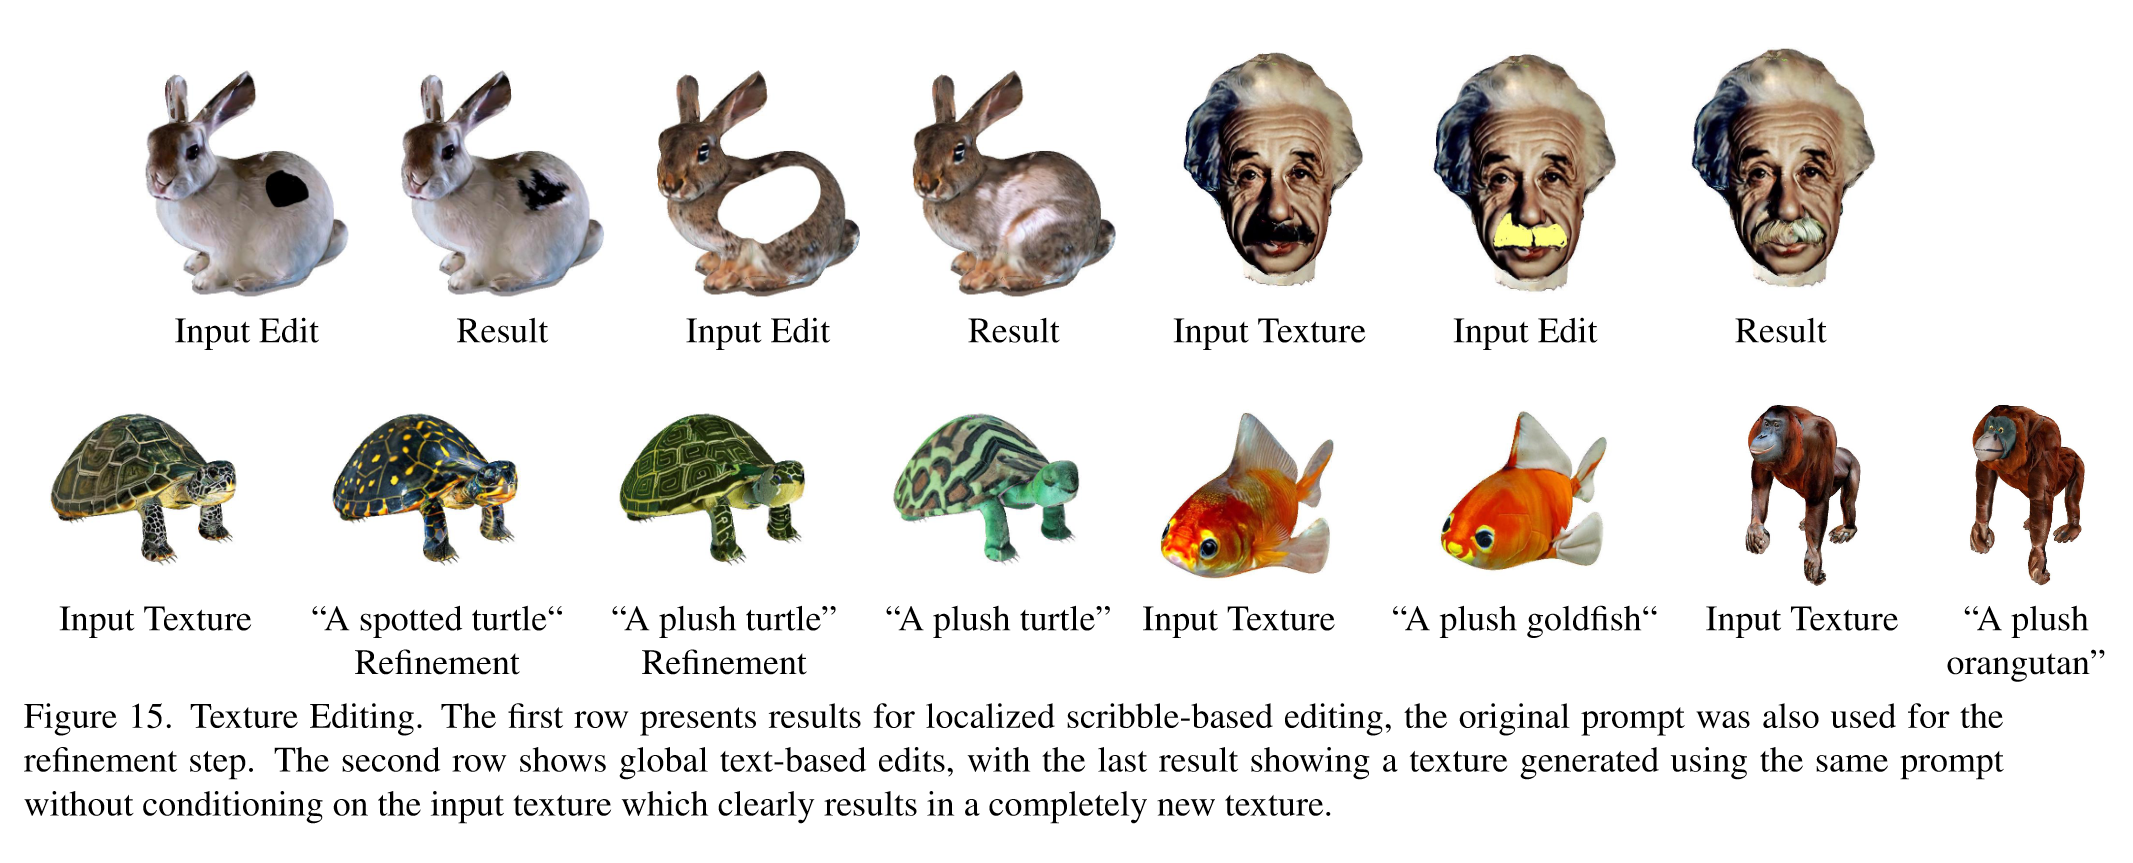 Input Edit Result Input Edit Result Input Texture Input Edit Result
Input Texture “A spotted turtle“ “A plush turtle” “A plush turtle” Input Texture “A plush goldfish“ Input Texture “A plush
Refinement Refinement orangutan”
Figure 15. Texture Editing. The first row presents results for localized scribble-based editing, the original prompt was also used for the
refinement step. The second row shows global text-based edits, with the last result showing a texture generated using the same prompt
without conditioning on the input texture which clearly results in a completely new texture.